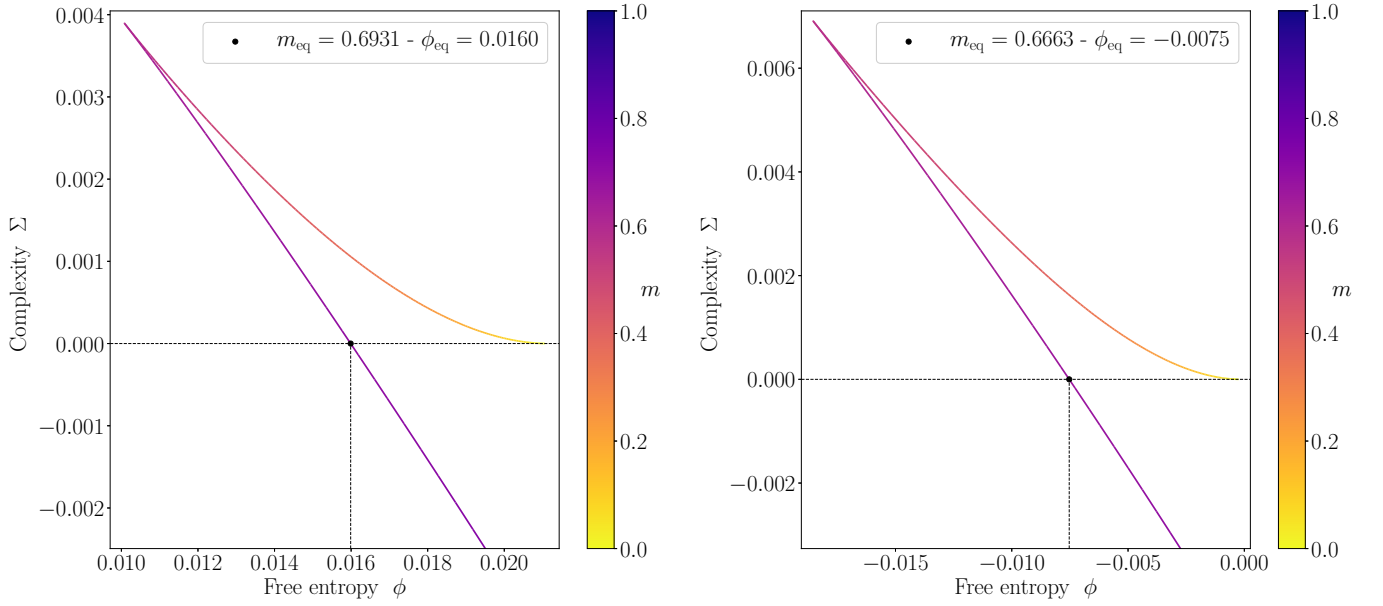 0.004
0.003
0.002
0.001
0.000
−0.001
−0.002
Complexity Σ
0.010 0.012 0.014 0.016 0.018 0.020
Free entropy ϕ
m_eq = 0.6931 - ϕ_eq = 0.0160
1.0
0.8
0.6
0.4
0.2
0.0
m
0.006
0.004
0.002
0.000
−0.002
Complexity Σ
−0.015 −0.010 −0.005 0.000
Free entropy ϕ
m_eq = 0.6663 - ϕ_eq = −0.0075
1.0
0.8
0.6
0.4
0.2
0.0
m